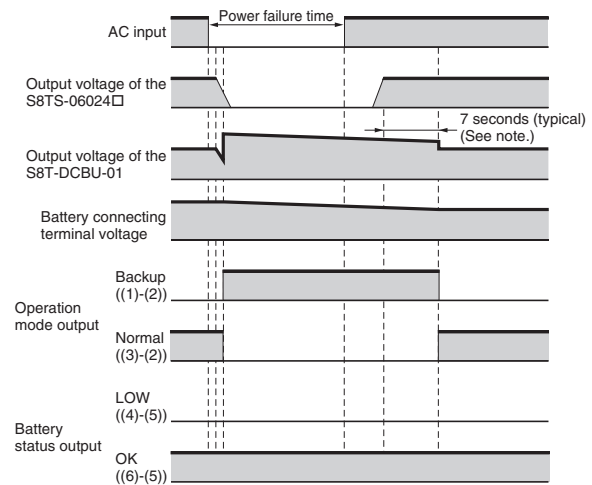 Power failure time
AC input
Output voltage of the
S8TS-06024□
7 seconds (typical)
(See note.)
Output voltage of the
S8T-DCBU-01
Battery connecting
terminal voltage
Operation
mode output
Backup
((1)-(2))
Normal
((3)-(2))
Battery
status output
LOW
((4)-(5))
OK
((6)-(5))